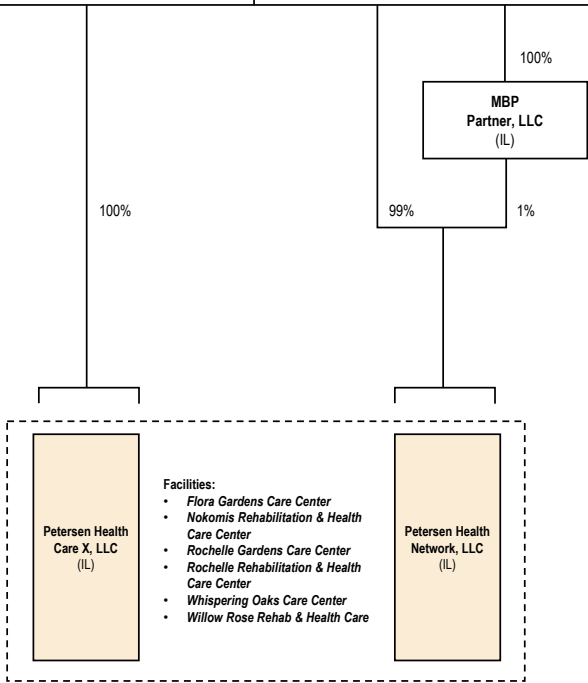 100%
MBP
Partner, LLC
(IL)
100%
99%
1%
Petersen Health
Care X, LLC
(IL)
Facilities:
• Flora Gardens Care Center
• Nokomis Rehabilitation & Health
Care Center
• Rochelle Gardens Care Center
• Rochelle Rehabilitation & Health
Care Center
• Whispering Oaks Care Center
• Willow Rose Rehab & Health Care
Petersen Health
Network, LLC
(IL)